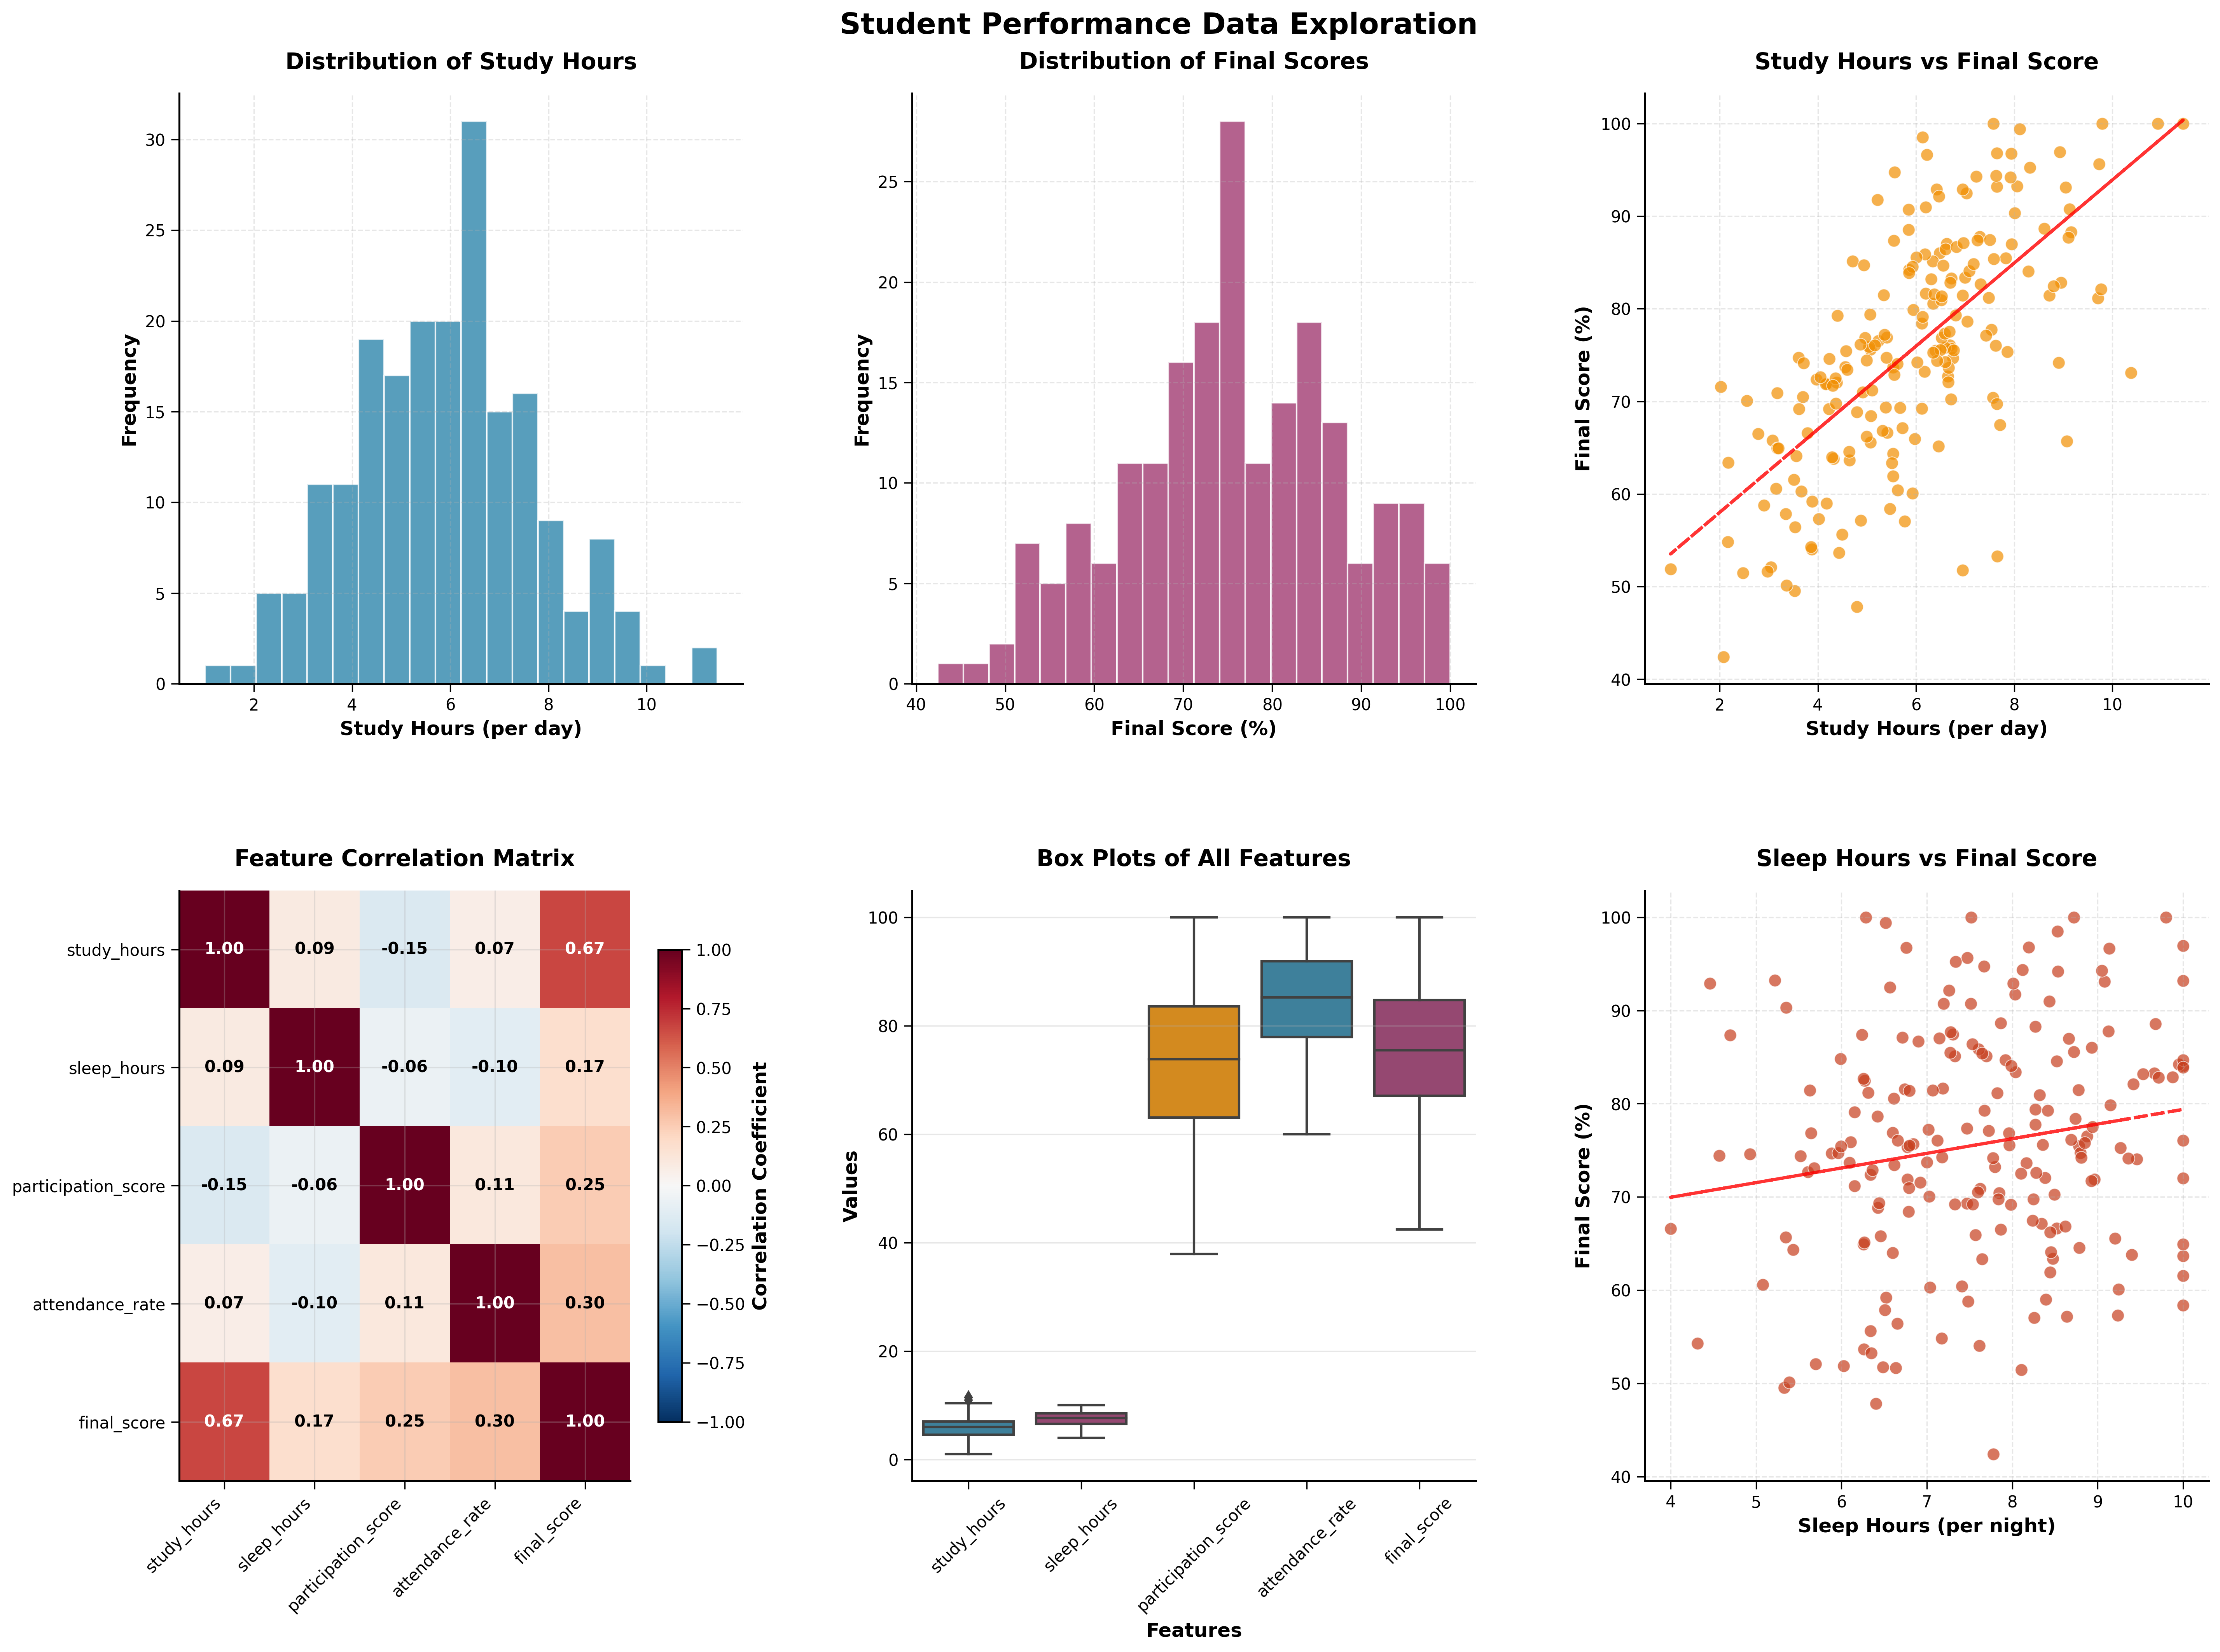 Student Performance Data Exploration
Distribution of Study Hours
Frequency
30
25
20
15
10
5
0
2 4 6 8 10
Study Hours (per day)
Distribution of Final Scores
Frequency
25
20
15
10
5
0
40 50 60 70 80 90 100
Final Score (%)
Study Hours vs Final Score
Final Score (%)
100
90
80
70
60
50
40
2 4 6 8 10
Study Hours (per day)
Feature Correlation Matrix
study_hours 1.00 0.09 -0.15 0.07 0.67
sleep_hours 0.09 1.00 -0.06 -0.10 0.17
participation_score -0.15 -0.06 1.00 0.11 0.25
attendance_rate 0.07 -0.10 0.11 1.00 0.30
final_score 0.67 0.17 0.25 0.30 1.00
study_hours
sleep_hours
participation_score
attendance_rate
final_score
1.00
0.75
0.50
0.25
0.00
−0.25
−0.50
−0.75
−1.00
Correlation Coefficient
Box Plots of All Features
Values
100
80
60
40
20
0
study_hours
sleep_hours
participation_score
attendance_rate
final_score
Features
Sleep Hours vs Final Score
Final Score (%)
100
90
80
70
60
50
40
4 5 6 7 8 9 10
Sleep Hours (per night)